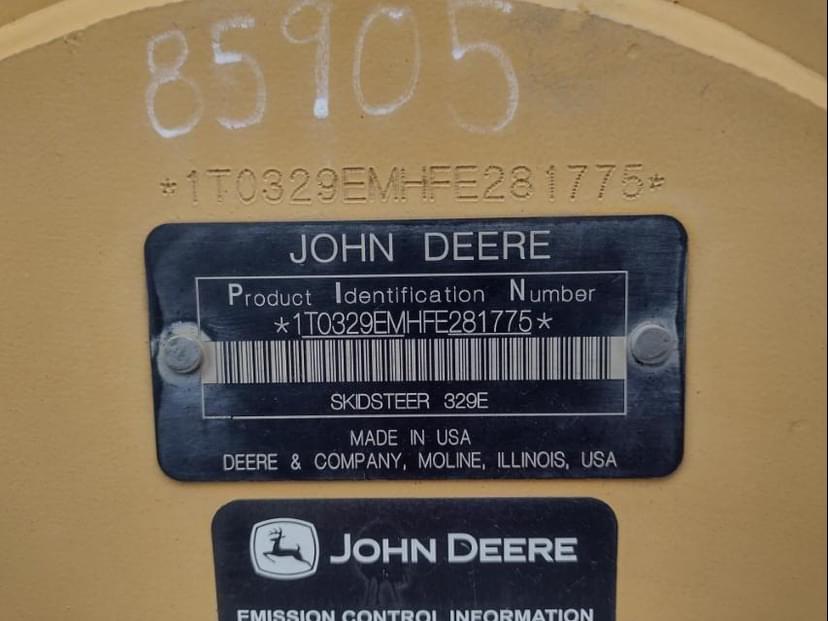 85905
*1T0329EMHFE281775*
JOHN DEERE
Product Identification Number
*1T0329EMHFE281775*
SKIDSTEER 329E
MADE IN USA
DEERE & COMPANY, MOLINE, ILLINOIS, USA
JOHN DEERE
EMISSION CONTROL INFORMATION